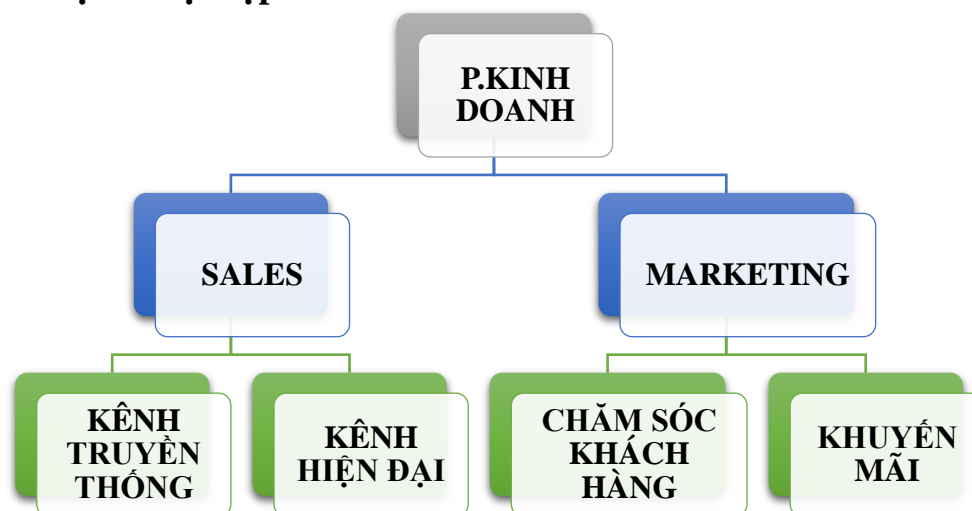 P.KINH
DOANH
SALES
MARKETING
KÊNH
TRUYỀN
THỐNG
KÊNH
HIỆN ĐẠI
CHĂM SÓC
KHÁCH
HÀNG
KHUYẾN
MÃI